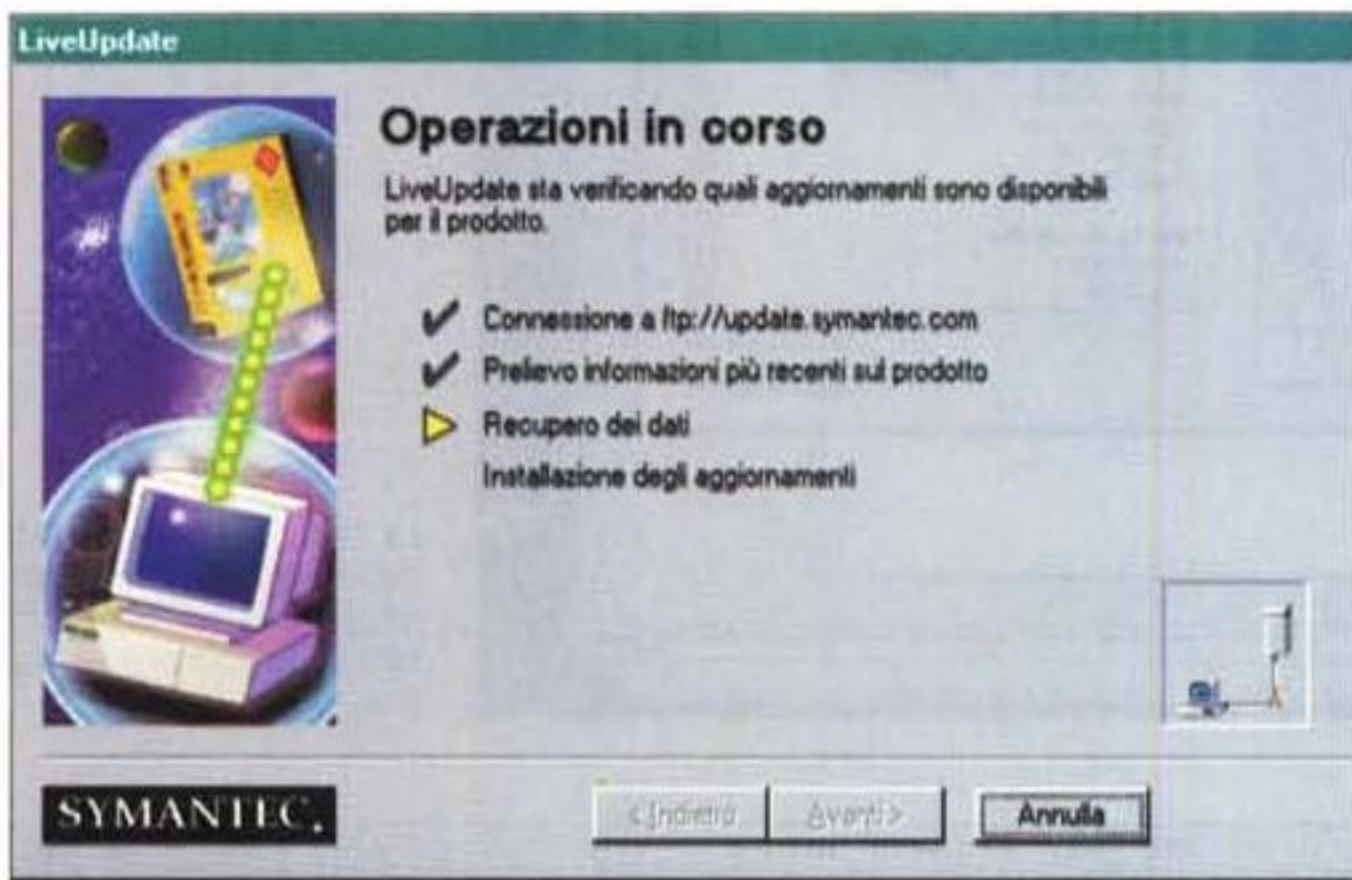 LiveUpdate
Operazioni in corso
LiveUpdate sta verificando quali aggiornamenti sono disponibili
per il prodotto.
Connessione a ftp://update.symantec.com
Prelievo informazioni più recenti sul prodotto
Recupero dei dati
Installazione degli aggiornamenti
SYMANTEC.
< Indietro Avanti > Annulla